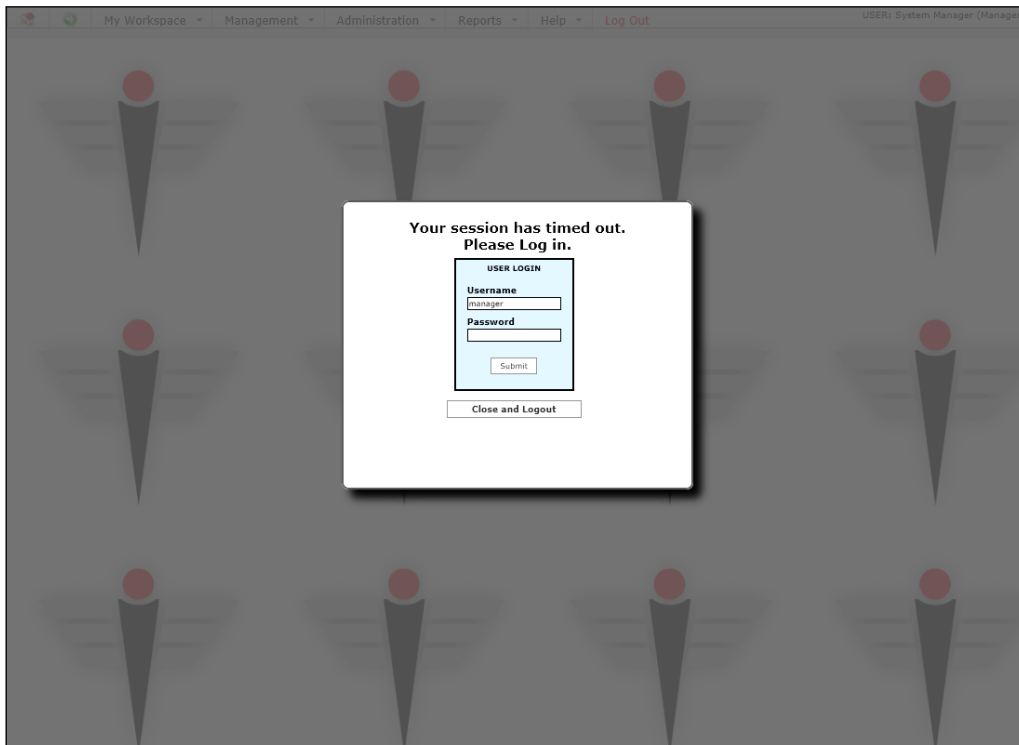 My Workspace Management Administration Reports Help Log Out
USER: System Manager (Manager
Your session has timed out.
Please Log in.
USER LOGIN
Username
manager
Password
Submit
Close and Logout